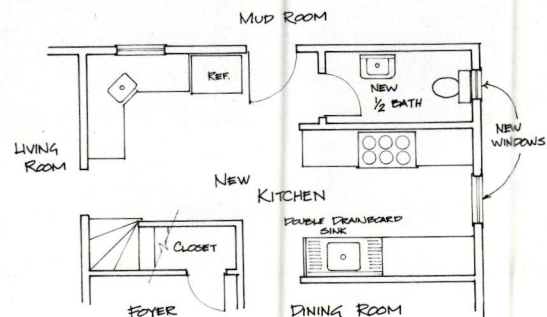 MUD ROOM
REF.
NEW
½ BATH
NEW
WINDOWS
LIVING
ROOM
NEW
KITCHEN
DOUBLE DRAINBOARD
SINK
CLOSET
FOYER
DINING ROOM